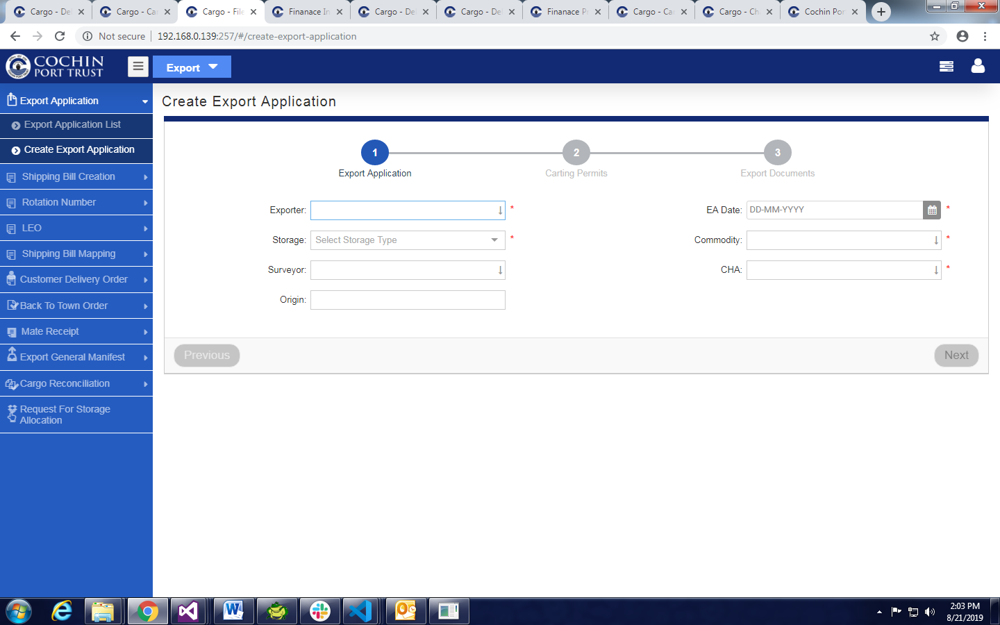 Cargo - De
Cargo - Ca
Cargo - File
Finanace In
Cargo - De
Cargo - De
Finanace P
Cargo - Ca
Cargo - Ch
Cochin Por
Not secure
192.168.0.139:257/#/create-export-application
COCHIN
PORT TRUST
Export
Export Application
Export Application List
Create Export Application
Shipping Bill Creation
Rotation Number
LEO
Shipping Bill Mapping
Customer Delivery Order
Back To Town Order
Mate Receipt
Export General Manifest
Cargo Reconciliation
Request For Storage
Allocation
Create Export Application
1
2
3
Export Application
Carting Permits
Export Documents
Exporter: *
EA Date: DD-MM-YYYY *
Storage: Select Storage Type *
Commodity: *
Surveyor:
CHA: *
Origin:
Previous
Next
2:03 PM
8/21/2019